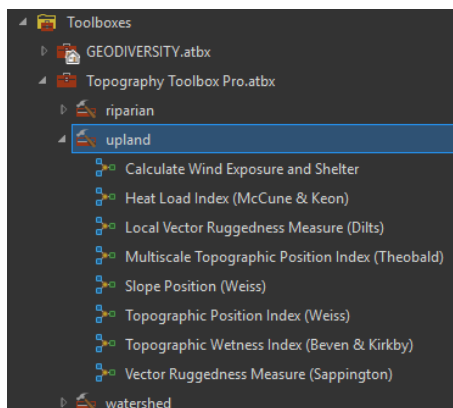 Toolboxes
GEODIVERSITY.atbx
Topography Toolbox Pro.atbx
riparian
upland
Calculate Wind Exposure and Shelter
Heat Load Index (McCune & Keon)
Local Vector Ruggedness Measure (Dilts)
Multiscale Topographic Position Index (Theobald)
Slope Position (Weiss)
Topographic Position Index (Weiss)
Topographic Wetness Index (Beven & Kirkby)
Vector Ruggedness Measure (Sappington)
watershed